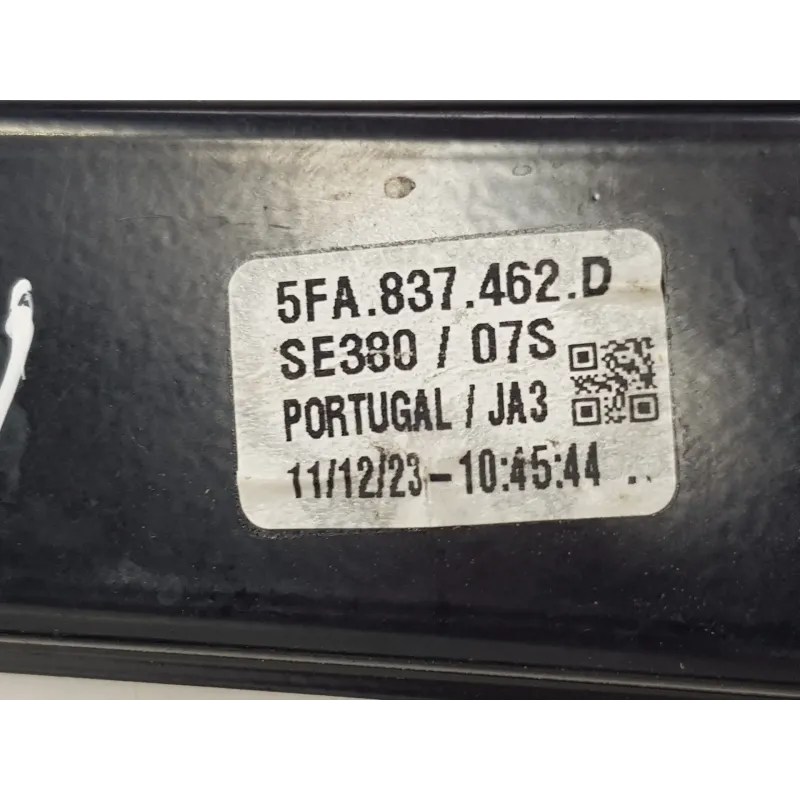 5FA.837.462.D
SE380 / 07S
PORTUGAL / JA3
11/12/23-10:45:44 ..